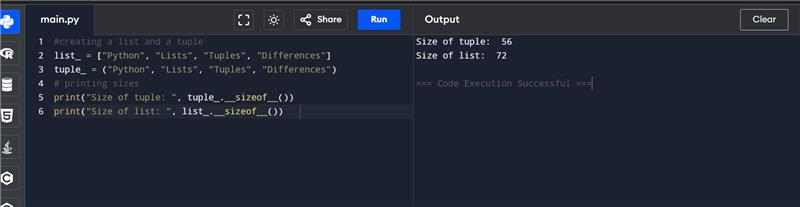 main.py
Share
Run
Output
Clear
1 #creating a list and a tuple
2 list_ = ["Python", "Lists", "Tuples", "Differences"]
3 tuple_ = ("Python", "Lists", "Tuples", "Differences")
4 # printing sizes
5 print("Size of tuple: ", tuple_.__sizeof__())
6 print("Size of list: ", list_.__sizeof__())
Size of tuple:  56
Size of list:  72
=== Code Execution Successful ===